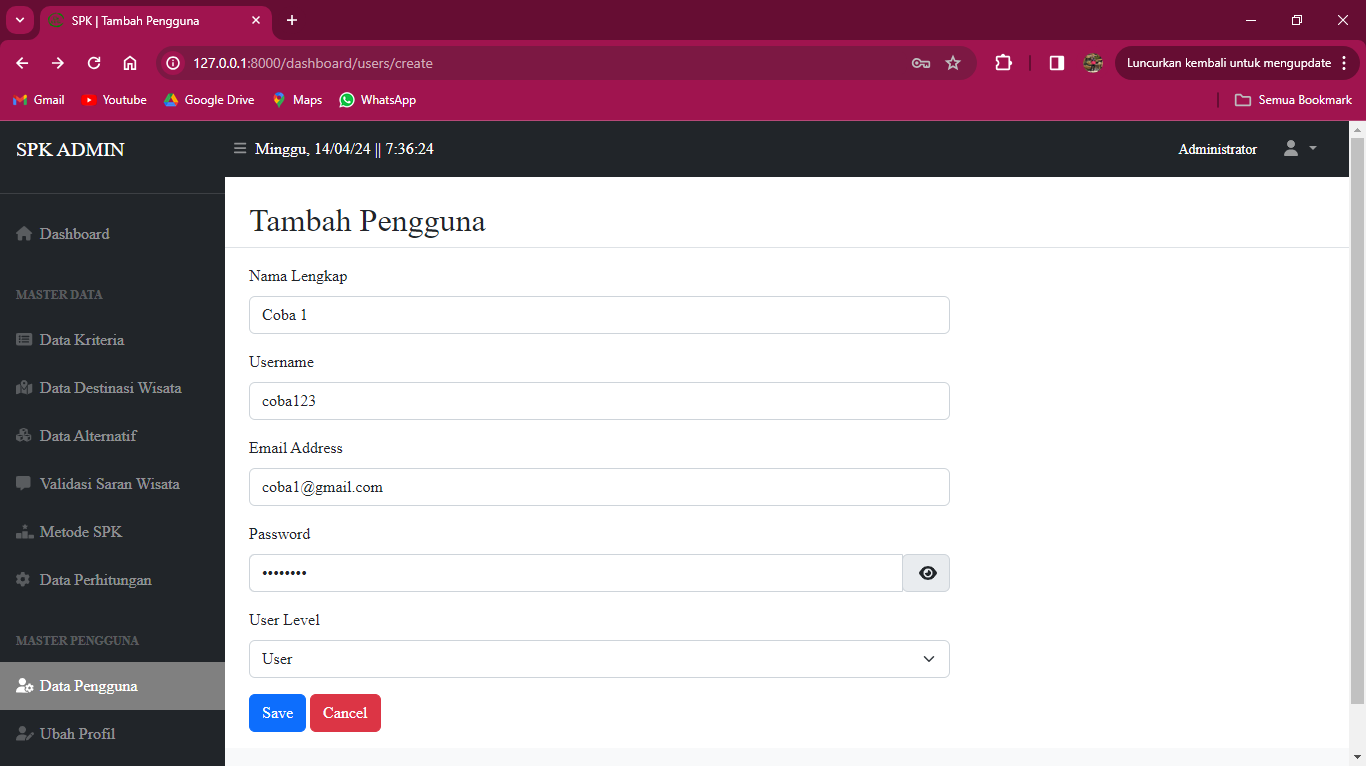 SPK | Tambah Pengguna
127.0.0.1:8000/dashboard/users/create
Luncurkan kembali untuk mengupdate
Gmail
Youtube
Google Drive
Maps
WhatsApp
Semua Bookmark
SPK ADMIN
Minggu, 14/04/24 || 7:36:24
Administrator
Dashboard
MASTER DATA
Data Kriteria
Data Destinasi Wisata
Data Alternatif
Validasi Saran Wisata
Metode SPK
Data Perhitungan
MASTER PENGGUNA
Data Pengguna
Ubah Profil
Tambah Pengguna
Nama Lengkap
Coba 1
Username
coba123
Email Address
coba1@gmail.com
Password
••••••••
User Level
User
Save
Cancel